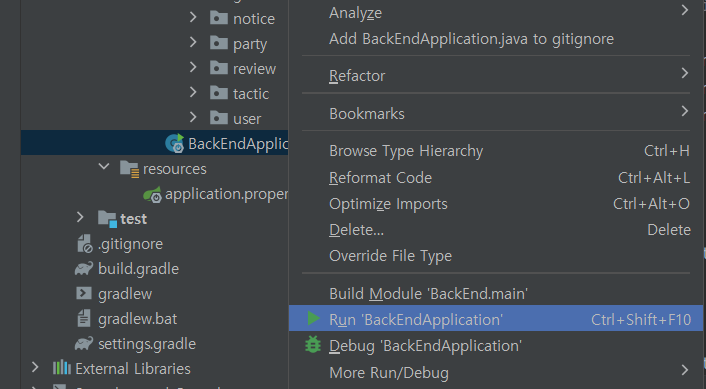 notice
party
review
tactic
user
BackEndApplic
resources
application.proper
test
.gitignore
build.gradle
gradlew
gradlew.bat
settings.gradle
External Libraries
Analyze
Add BackEndApplication.java to gitignore
Refactor
Bookmarks
Browse Type Hierarchy Ctrl+H
Reformat Code Ctrl+Alt+L
Optimize Imports Ctrl+Alt+O
Delete... Delete
Override File Type
Build Module 'BackEnd.main'
Run 'BackEndApplication' Ctrl+Shift+F10
Debug 'BackEndApplication'
More Run/Debug